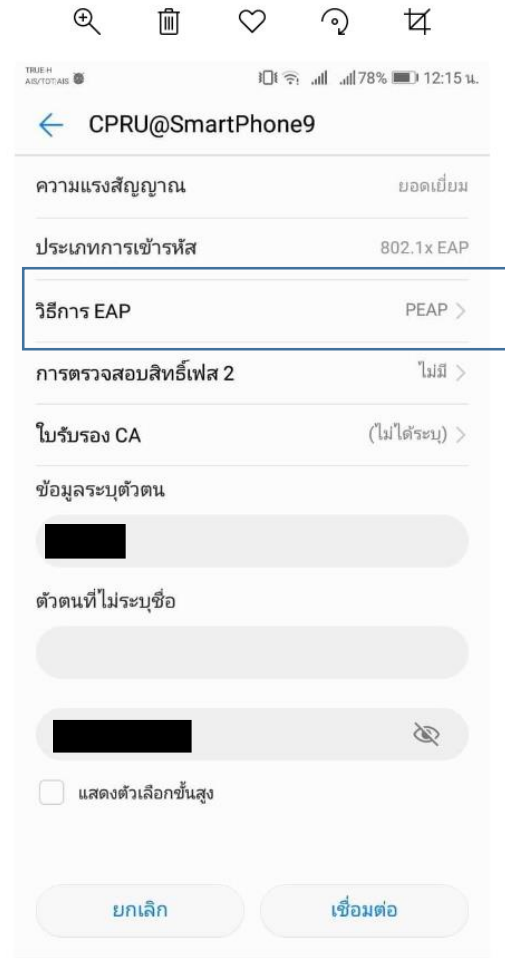 TRUE-H
AIS/TOT:AIS
78% 12:15 น.
CPRU@SmartPhone9
ความแรงสัญญาณ ยอดเยี่ยม
ประเภทการเข้ารหัส 802.1x EAP
วิธีการ EAP PEAP
การตรวจสอบสิทธิ์เฟส 2 ไม่มี
ใบรับรอง CA (ไม่ได้ระบุ)
ข้อมูลระบุตัวตน
ตัวตนที่ไม่ระบุชื่อ
แสดงตัวเลือกขั้นสูง
ยกเลิก เชื่อมต่อ